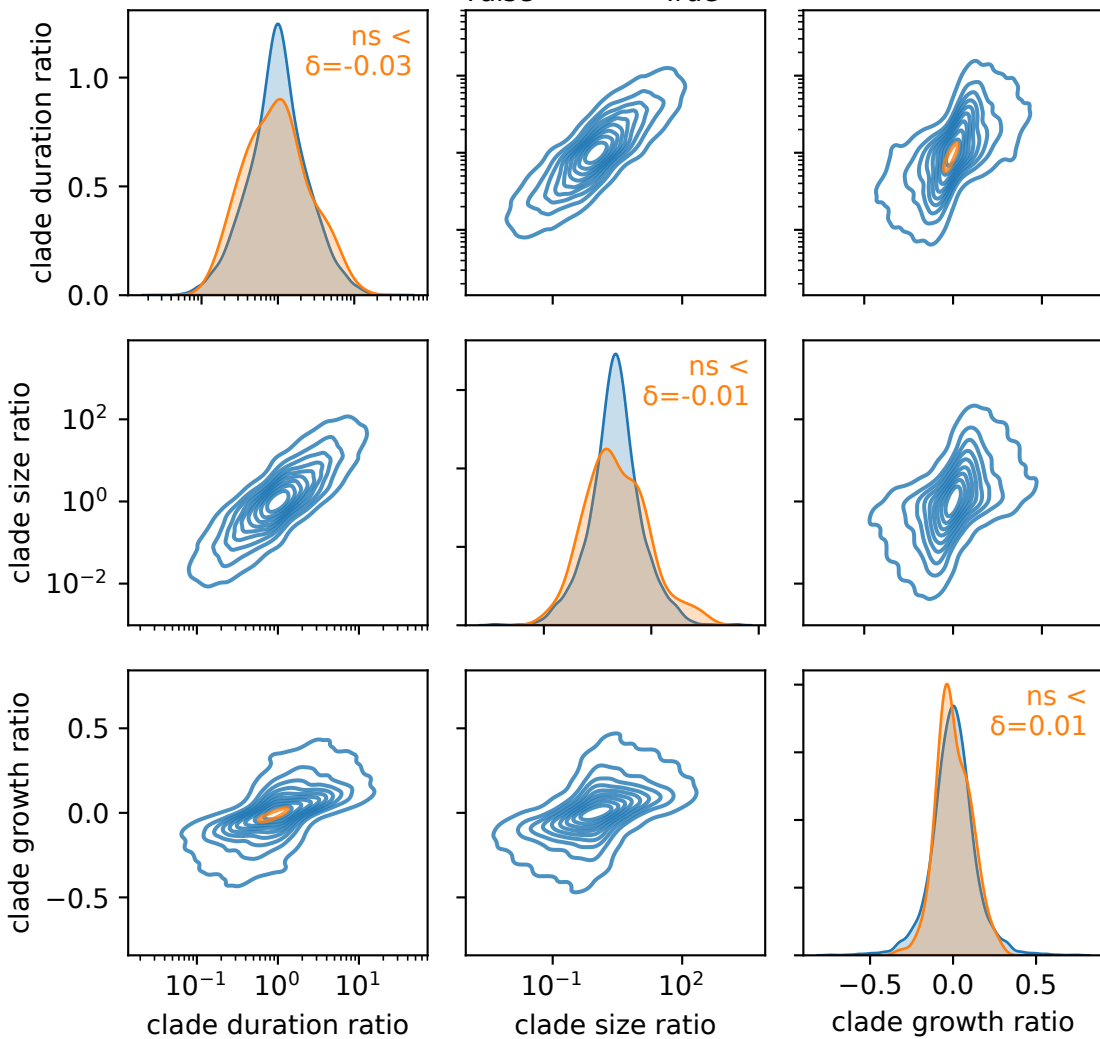 clade duration ratio
1.0
0.5
0.0
ns <
δ=-0.03
clade size ratio
10²
10⁰
10⁻²
ns <
δ=-0.01
clade growth ratio
0.5
0.0
−0.5
ns <
δ=0.01
10⁻¹ 10⁰ 10¹
10⁻¹ 10²
−0.5 0.0 0.5
clade duration ratio
clade size ratio
clade growth ratio